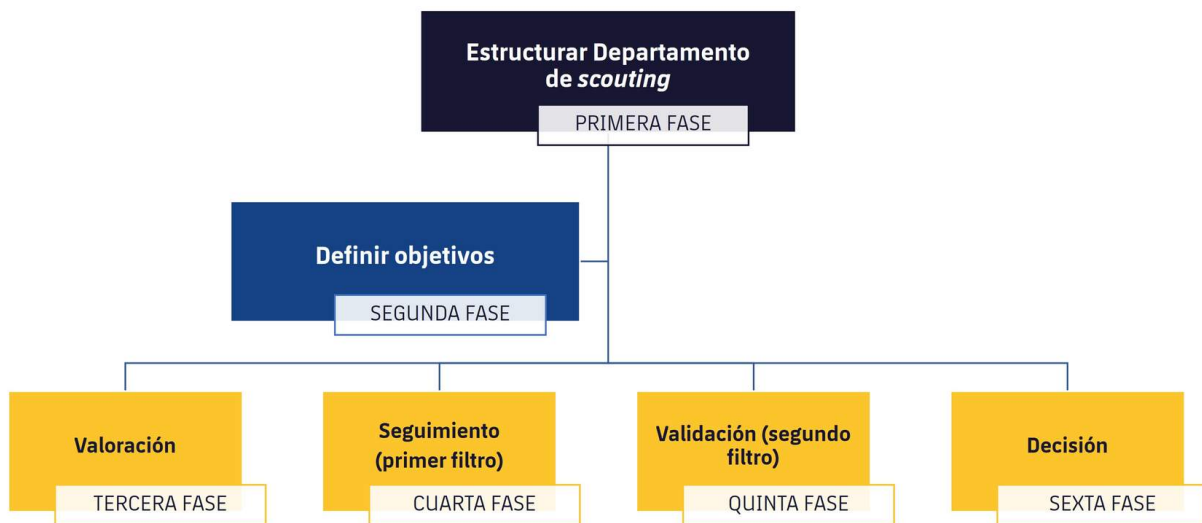 Estructurar Departamento
de scouting
PRIMERA FASE
Definir objetivos
SEGUNDA FASE
Valoración
TERCERA FASE
Seguimiento
(primer filtro)
CUARTA FASE
Validación (segundo
filtro)
QUINTA FASE
Decisión
SEXTA FASE